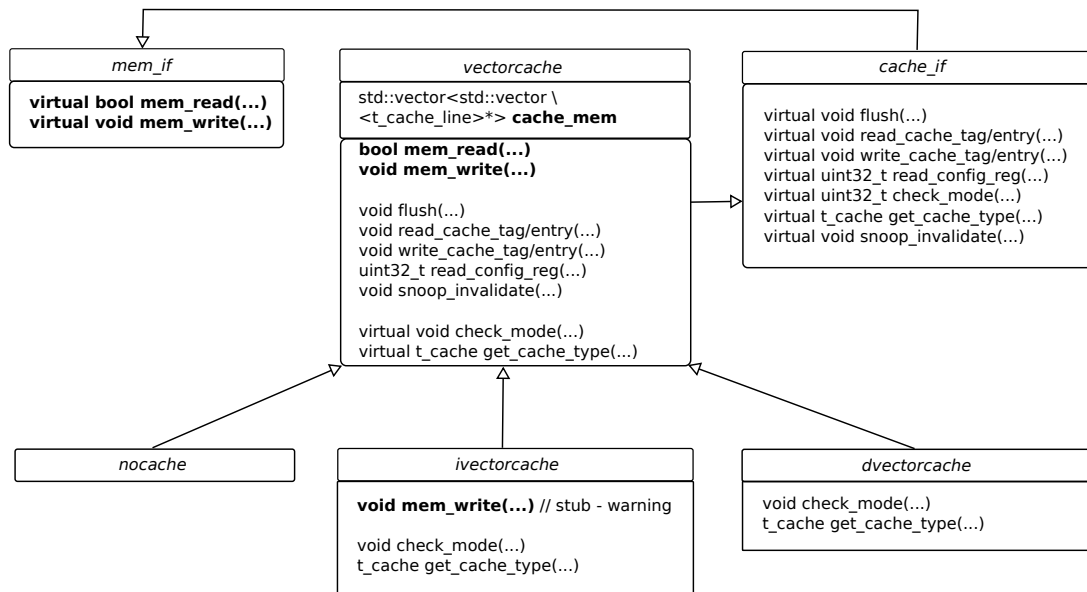 mem_if
virtual bool mem_read(...)
virtual void mem_write(...)
vectorcache
std::vector<std::vector \
<t_cache_line>*> cache_mem
bool mem_read(...)
void mem_write(...)
void flush(...)
void read_cache_tag/entry(...)
void write_cache_tag/entry(...)
uint32_t read_config_reg(...)
void snoop_invalidate(...)
virtual void check_mode(...)
virtual t_cache get_cache_type(...)
cache_if
virtual void flush(...)
virtual void read_cache_tag/entry(...)
virtual void write_cache_tag/entry(...)
virtual uint32_t read_config_reg(...)
virtual uint32_t check_mode(...)
virtual t_cache get_cache_type(...)
virtual void snoop_invalidate(...)
nocache
ivectorcache
void mem_write(...) // stub - warning
void check_mode(...)
t_cache get_cache_type(...)
dvectorcache
void check_mode(...)
t_cache get_cache_type(...)